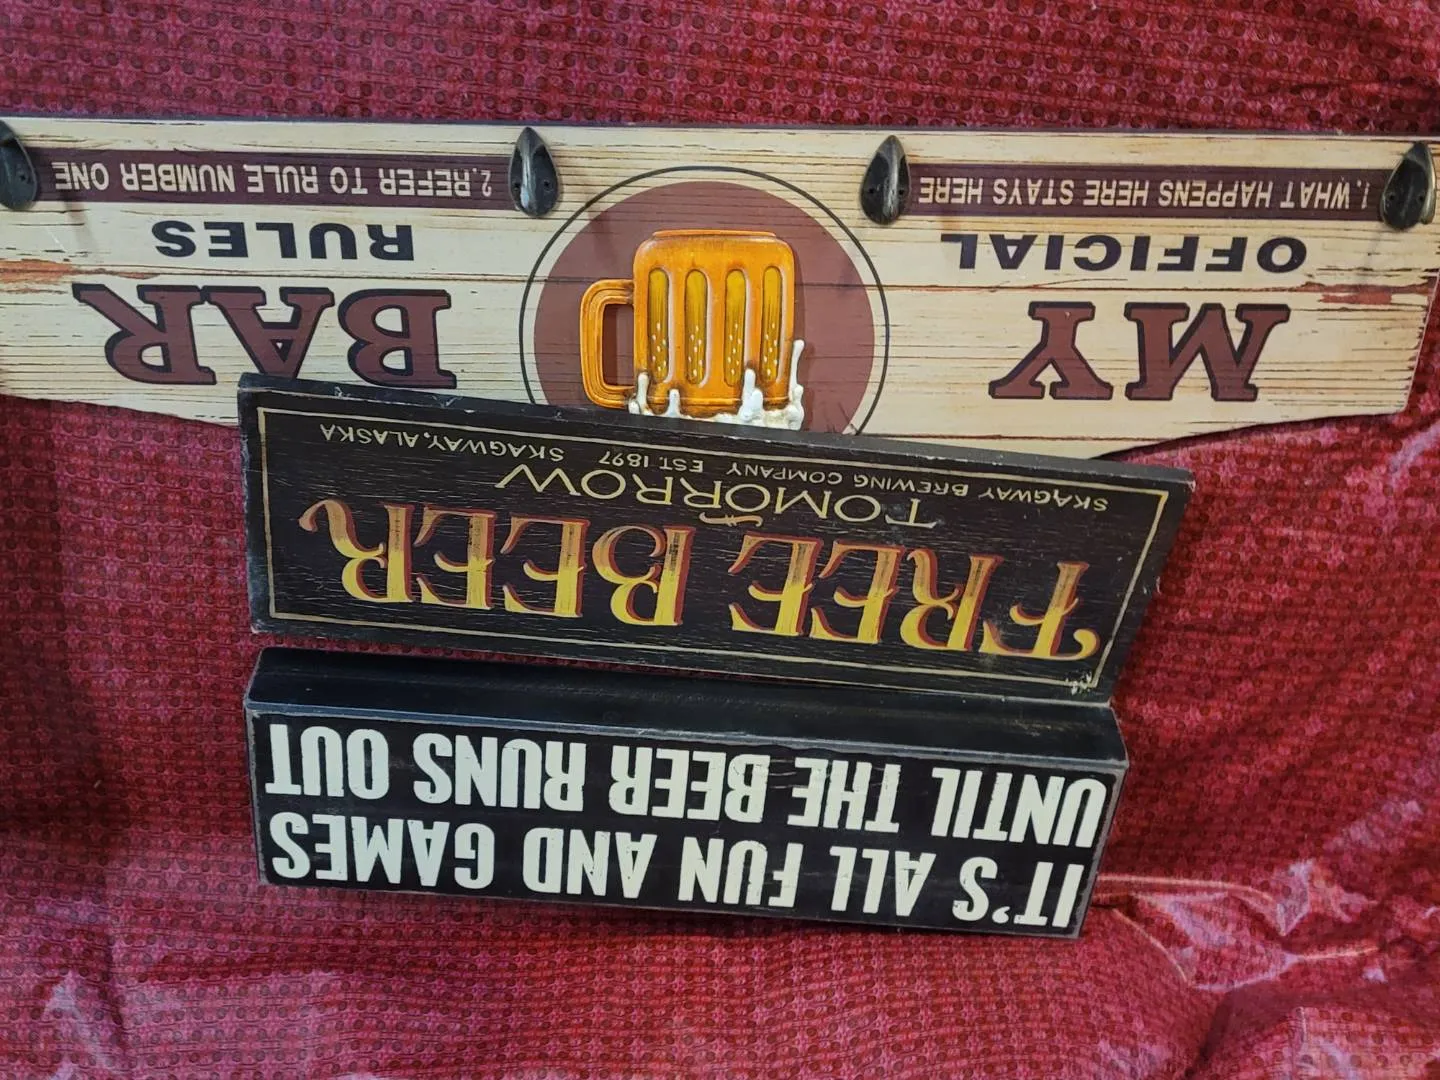 IT'S ALL FUN AND GAMES
UNTIL THE BEER RUNS OUT
FREE BEER
TOMORROW
SKAGWAY BREWING COMPANY EST. 1897 SKAGWAY, ALASKA
MY
OFFICIAL
1. WHAT HAPPENS HERE STAYS HERE
BAR
RULES
2. REFER TO RULE NUMBER ONE